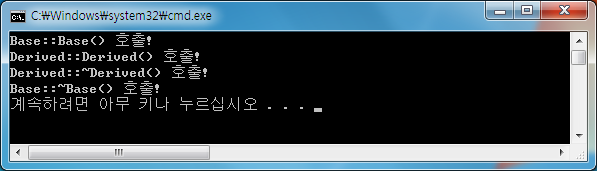 C:₩Windows₩system32₩cmd.exe
Base::Base() 호출!
Derived::Derived() 호출!
Derived::~Derived() 호출!
Base::~Base() 호출!
계속하려면 아무 키나 누르십시오 . . .